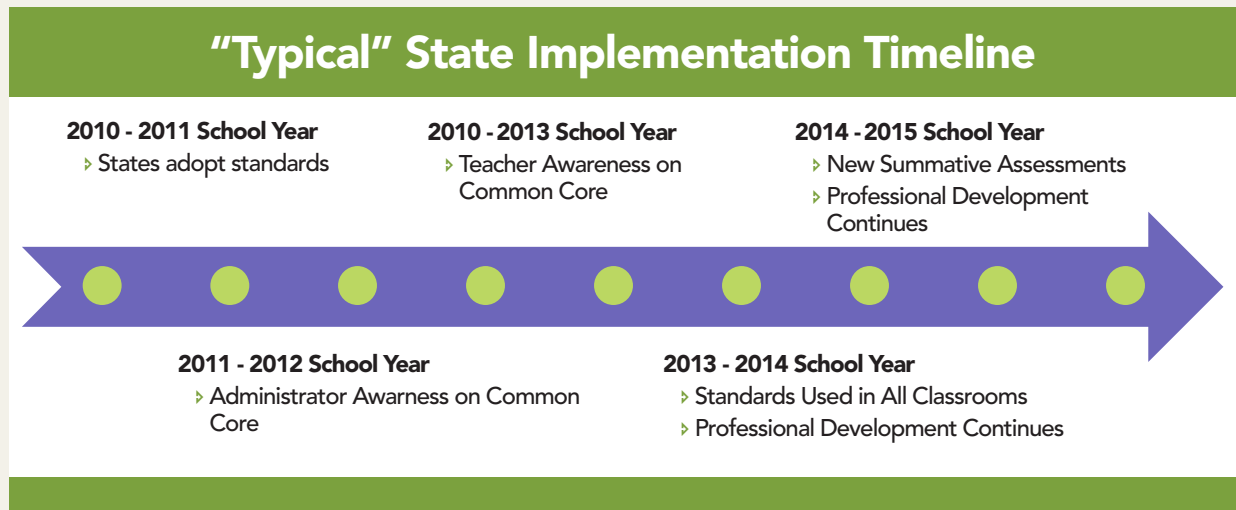 "Typical" State Implementation Timeline
2010 - 2011 School Year
States adopt standards
2010 - 2013 School Year
Teacher Awareness on
Common Core
2014 - 2015 School Year
New Summative Assessments
Professional Development
Continues
2011 - 2012 School Year
Administrator Awarness on Common
Core
2013 - 2014 School Year
Standards Used in All Classrooms
Professional Development Continues